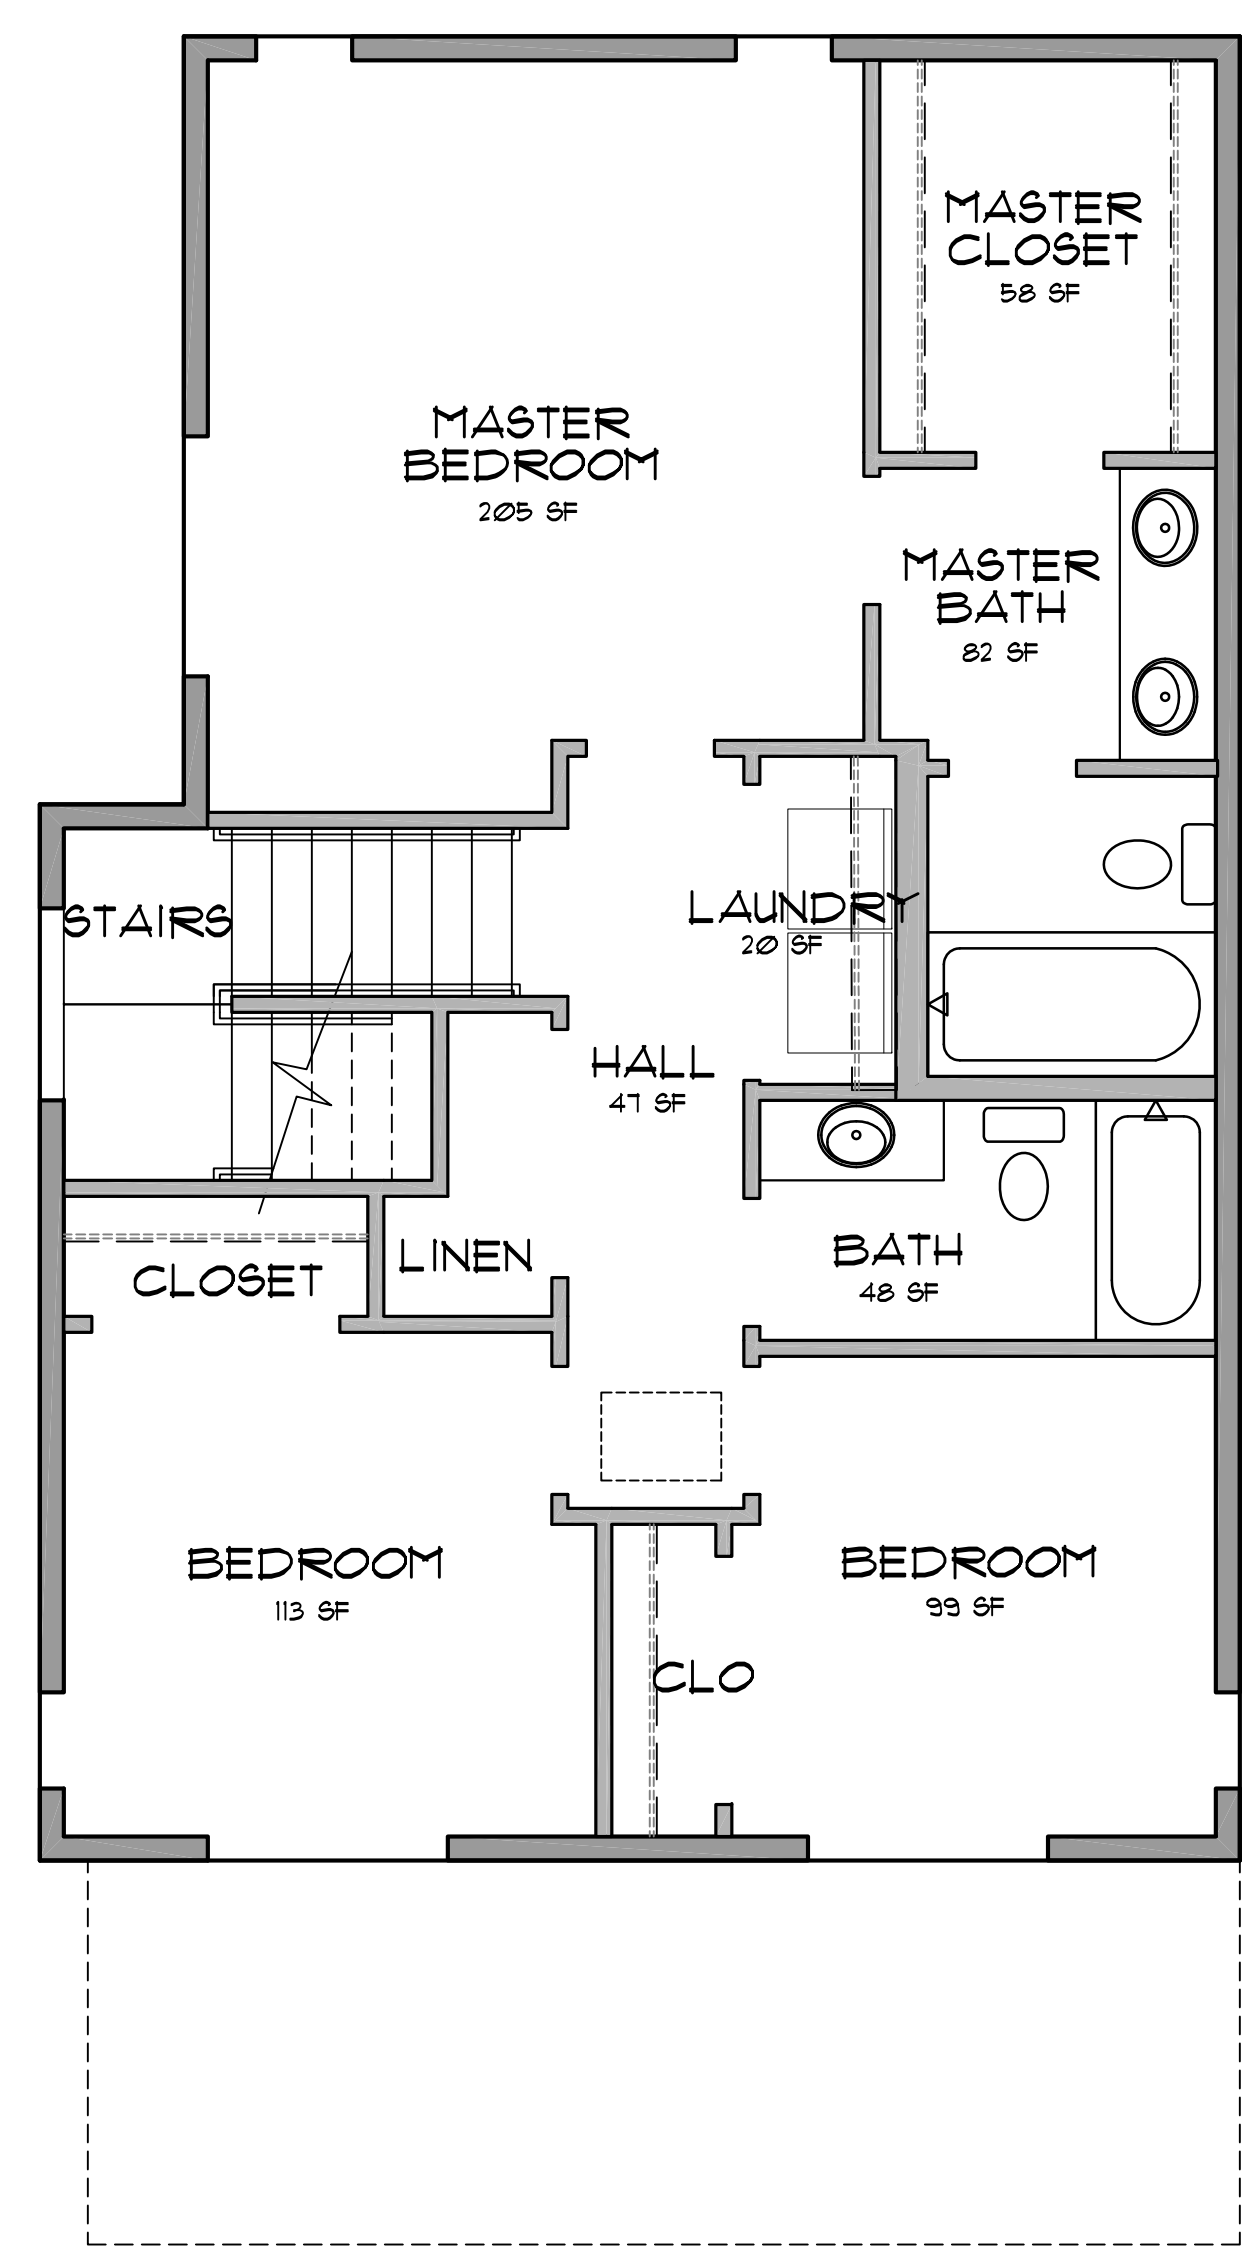 MASTER
CLOSET
58 SF
MASTER
BEDROOM
205 SF
MASTER
BATH
82 SF
STAIRS
LAUNDRY
20 SF
HALL
47 SF
LINEN
BATH
48 SF
CLOSET
BEDROOM
113 SF
BEDROOM
99 SF
CLO